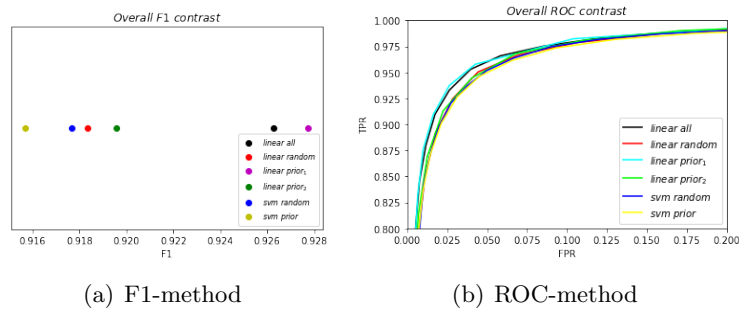 Overall F1 contrast
linear all
linear random
linear prior₁
linear prior₂
svm random
svm prior
0.916 0.918 0.920 0.922 0.924 0.926 0.928
F1
(a) F1-method
Overall ROC contrast
1.000
0.975
0.950
0.925
0.900
0.875
0.850
0.825
0.800
TPR
linear all
linear random
linear prior₁
linear prior₂
svm random
svm prior
0.000 0.025 0.050 0.075 0.100 0.125 0.150 0.175 0.200
FPR
(b) ROC-method